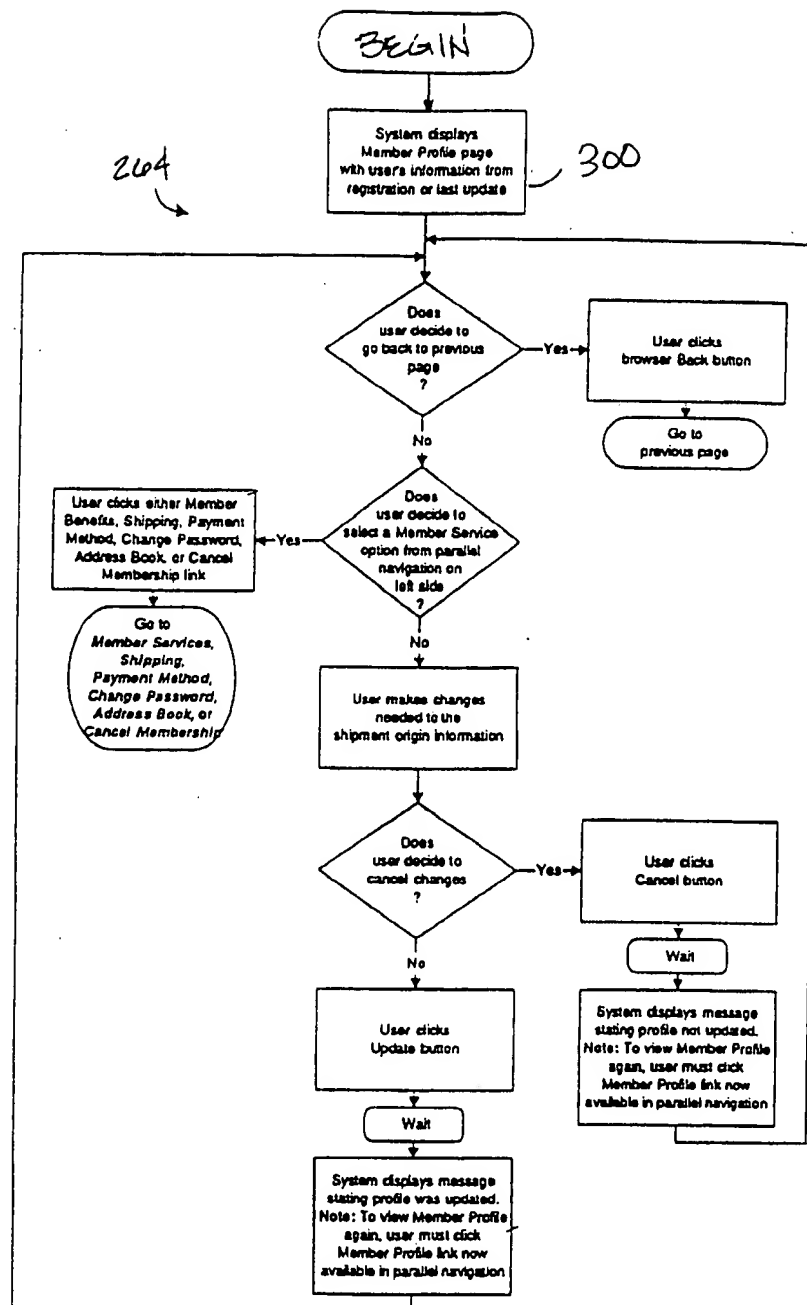 BEGIN
System displays
Member Profile page
with user's information from
registration or last update
300
264
Does
user decide to
go back to previous
page
?
Yes
User clicks
browser Back button
Go to
previous page
No
Does
user decide to
select a Member Service
option from parallel
navigation on
left side
?
Yes
User clicks either Member
Benefits, Shipping, Payment
Method, Change Password,
Address Book, or Cancel
Membership link
Go to
Member Services,
Shipping,
Payment Method,
Change Password,
Address Book, or
Cancel Membership
No
User makes changes
needed to the
shipment origin information
Does
user decide to
cancel changes
?
Yes
User clicks
Cancel button
Wait
System displays message
stating profile not updated.
Note: To view Member Profile
again, user must click
Member Profile link now
available in parallel navigation
No
User clicks
Update button
Wait
System displays message
stating profile was updated.
Note: To view Member Profile
again, user must click
Member Profile link now
available in parallel navigation